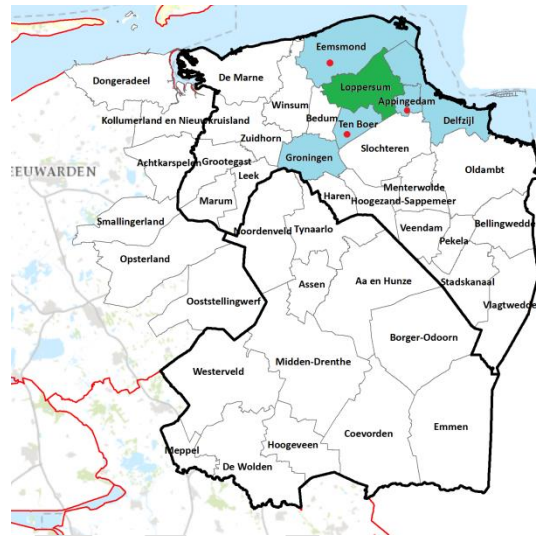 Eemsmond
Dongeradeel
De Marne
Loppersum
Winsum
Appingedam
Kollumerland en Nieuwkruisland
Bedum
Ten Boer
Delfzijl
Zuidhorn
Achtkarspelen
Grootegast
Groningen
Slochteren
EEUWARDEN
Leek
Oldambt
Menterwolde
Marum
Haren
Hoogezand-Sappemeer
Smallingerland
Noordenveld
Tynaarlo
Veendam
Bellingwedde
Pekela
Opsterland
Assen
Aa en Hunze
Stadskanaal
Ooststellingwerf
Vlagtwedde
Borger-Odoorn
Westerveld
Midden-Drenthe
Emmen
Coevorden
Hoogeveen
Meppel
De Wolden